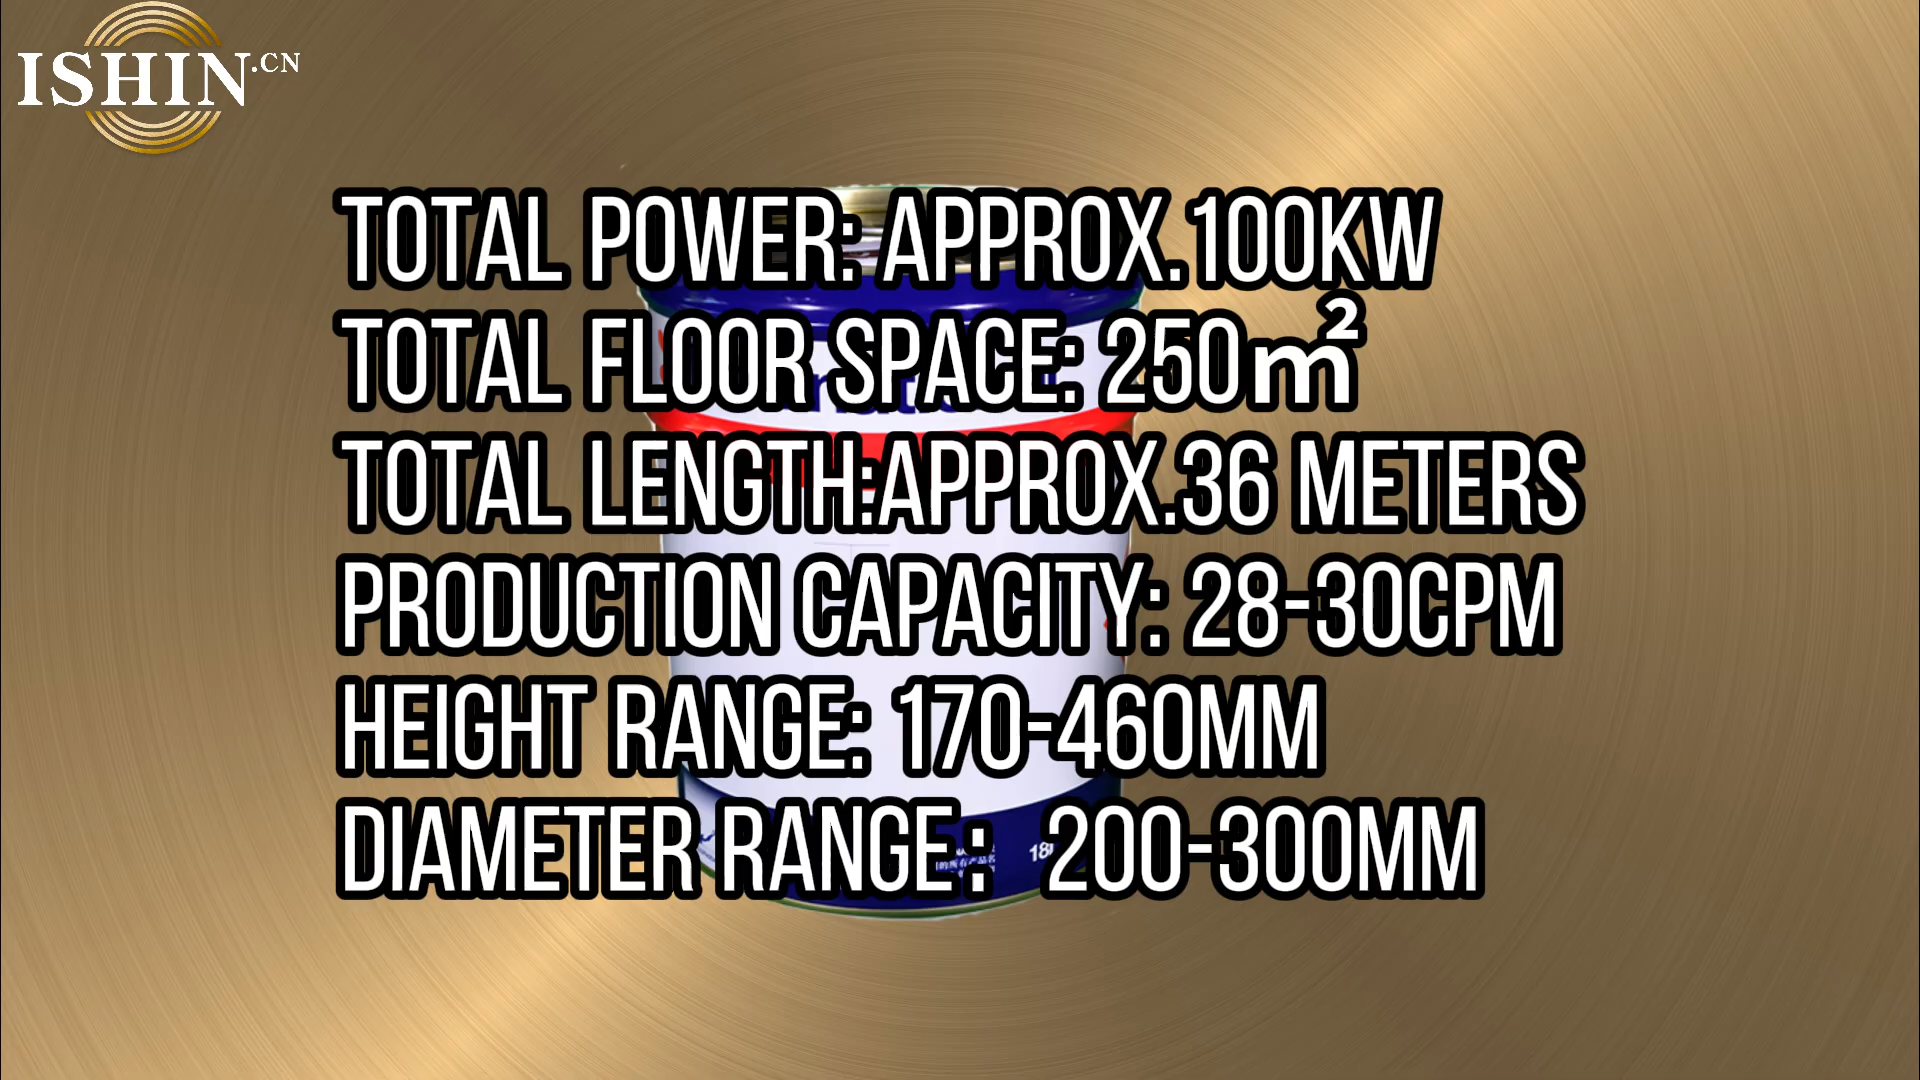 ISHIN.CN
TOTAL POWER: APPROX.100KW
TOTAL FLOOR SPACE: 250㎡
TOTAL LENGTH:APPROX.36 METERS
PRODUCTION CAPACITY: 28-30CPM
HEIGHT RANGE: 170-460MM
DIAMETER RANGE： 200-300MM